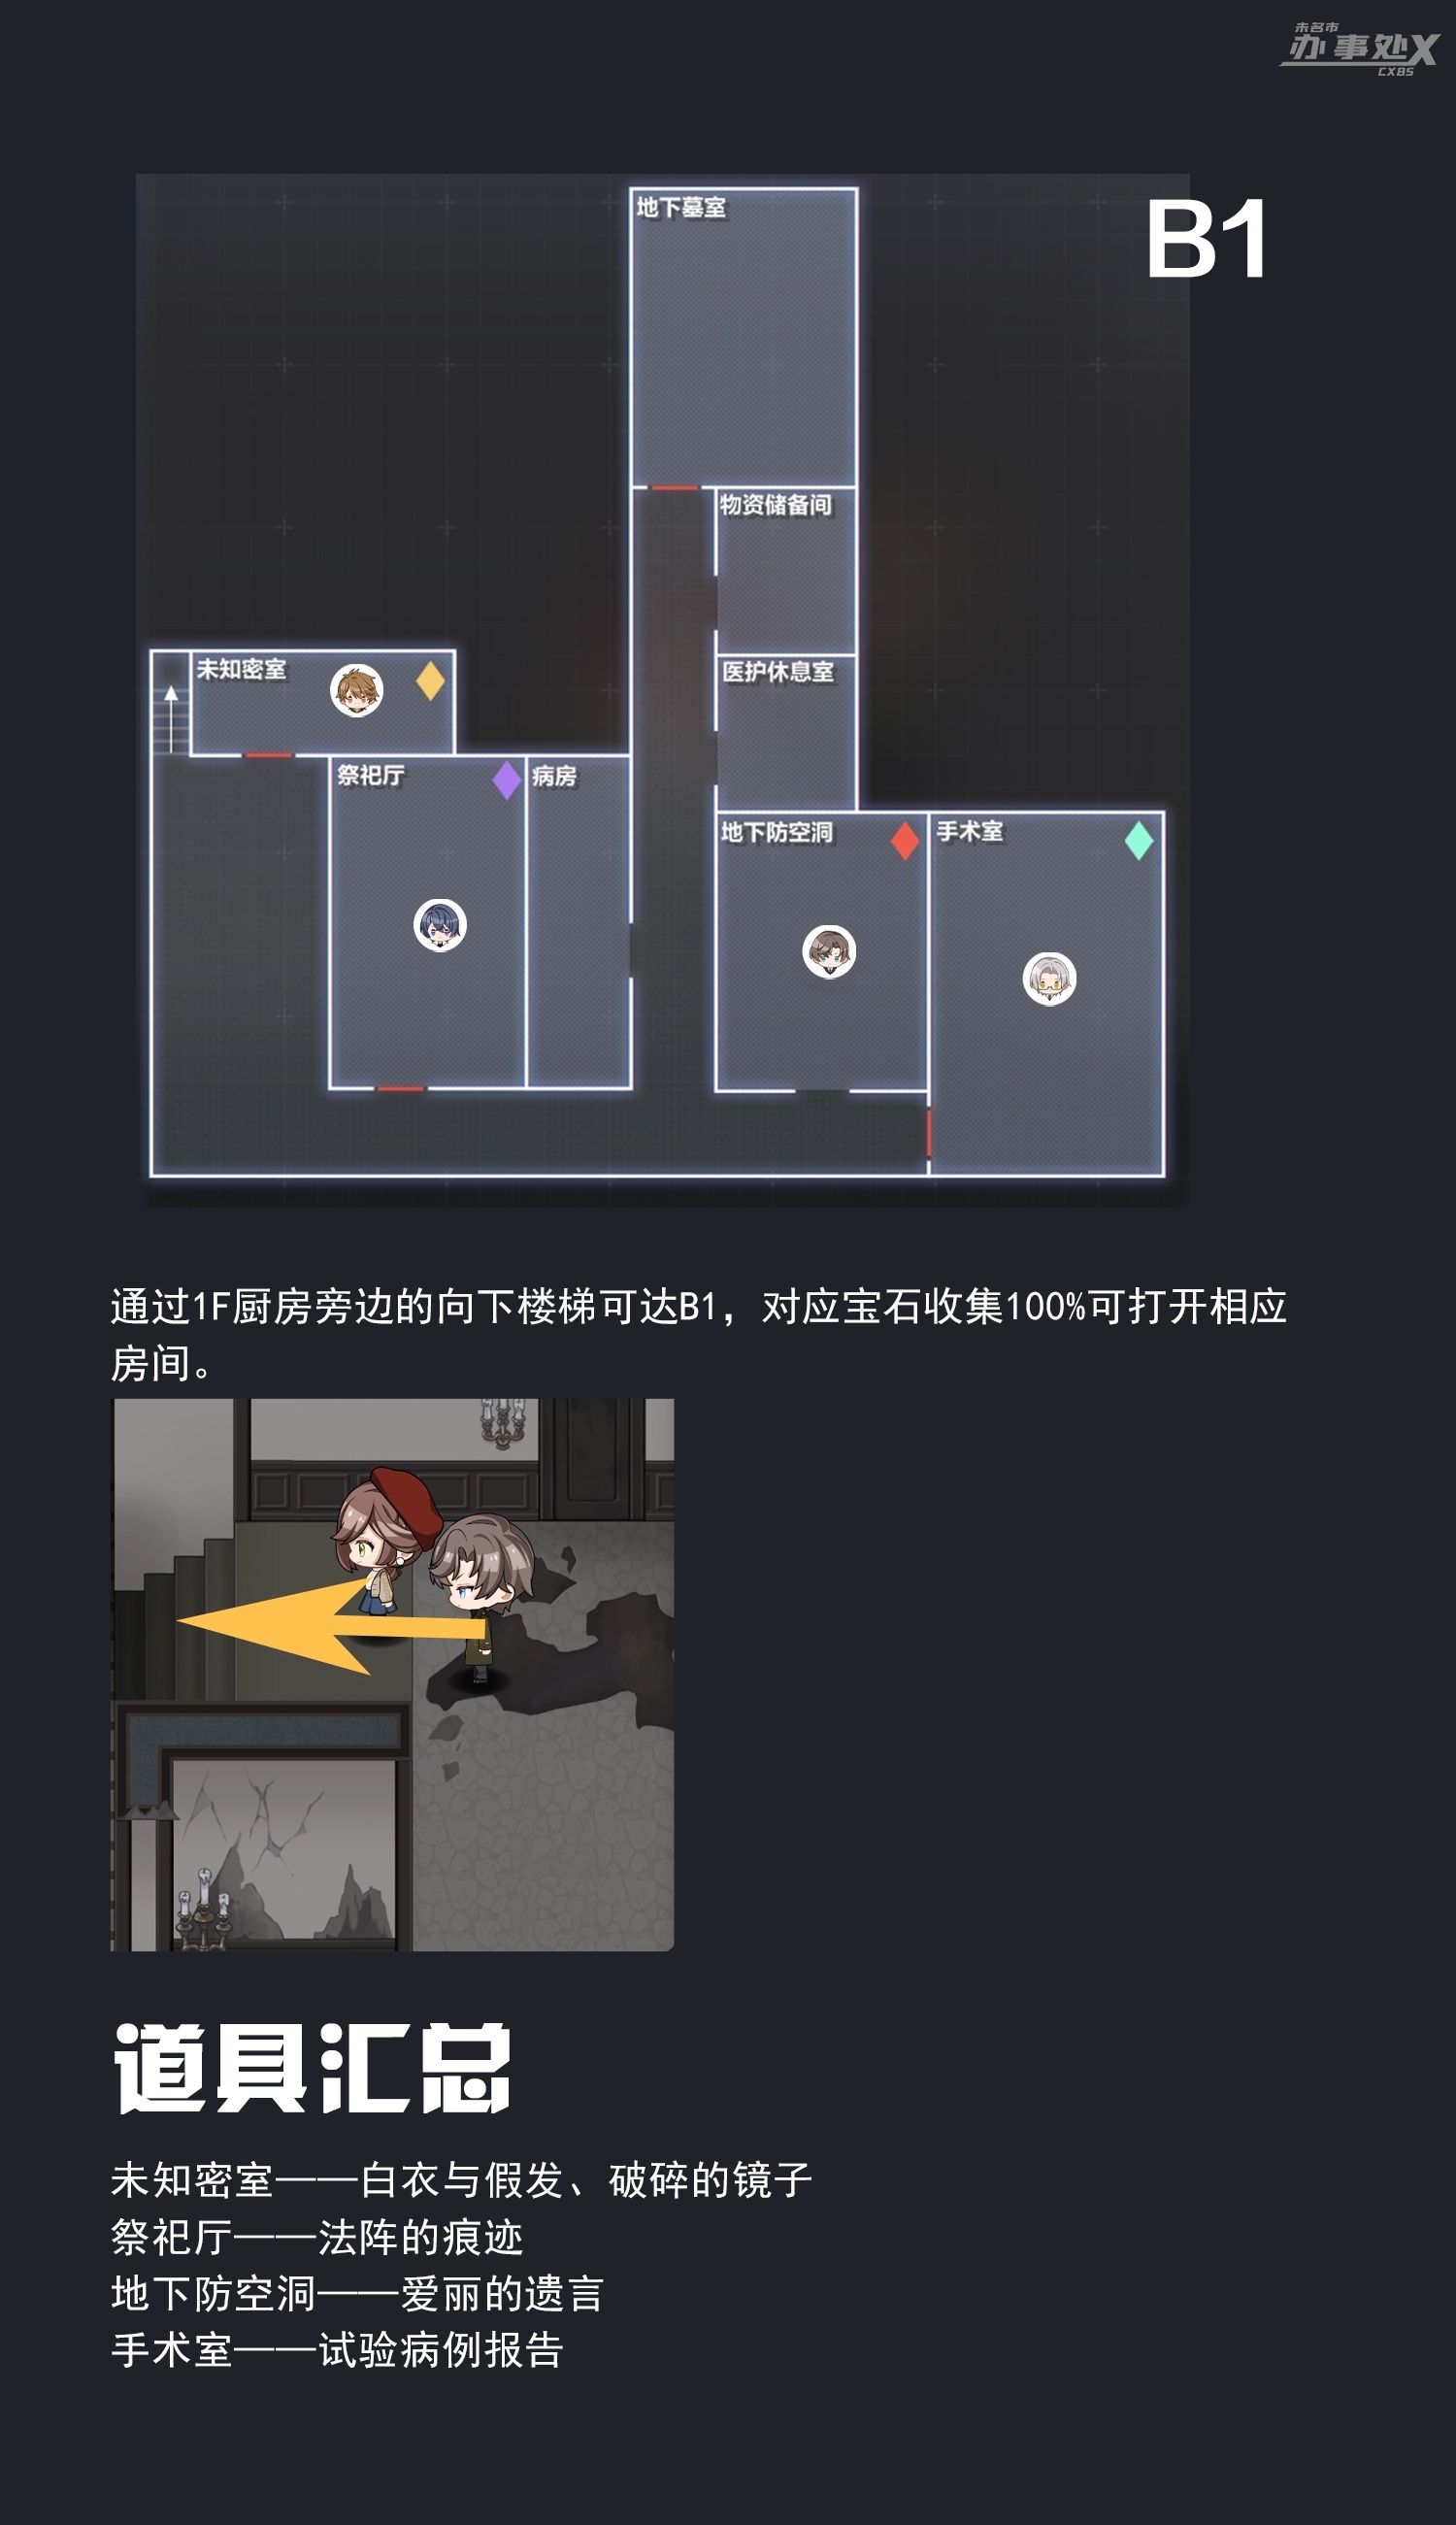 未名市
办事处X
CXBS
B1
地下墓室
物资储备间
未知密室
医护休息室
祭祀厅
病房
地下防空洞
手术室
通过1F厨房旁边的向下楼梯可达B1，对应宝石收集100%可打开相应
房间。
道具汇总
未知密室——白衣与假发、破碎的镜子
祭祀厅——法阵的痕迹
地下防空洞——爱丽的遗言
手术室——试验病例报告